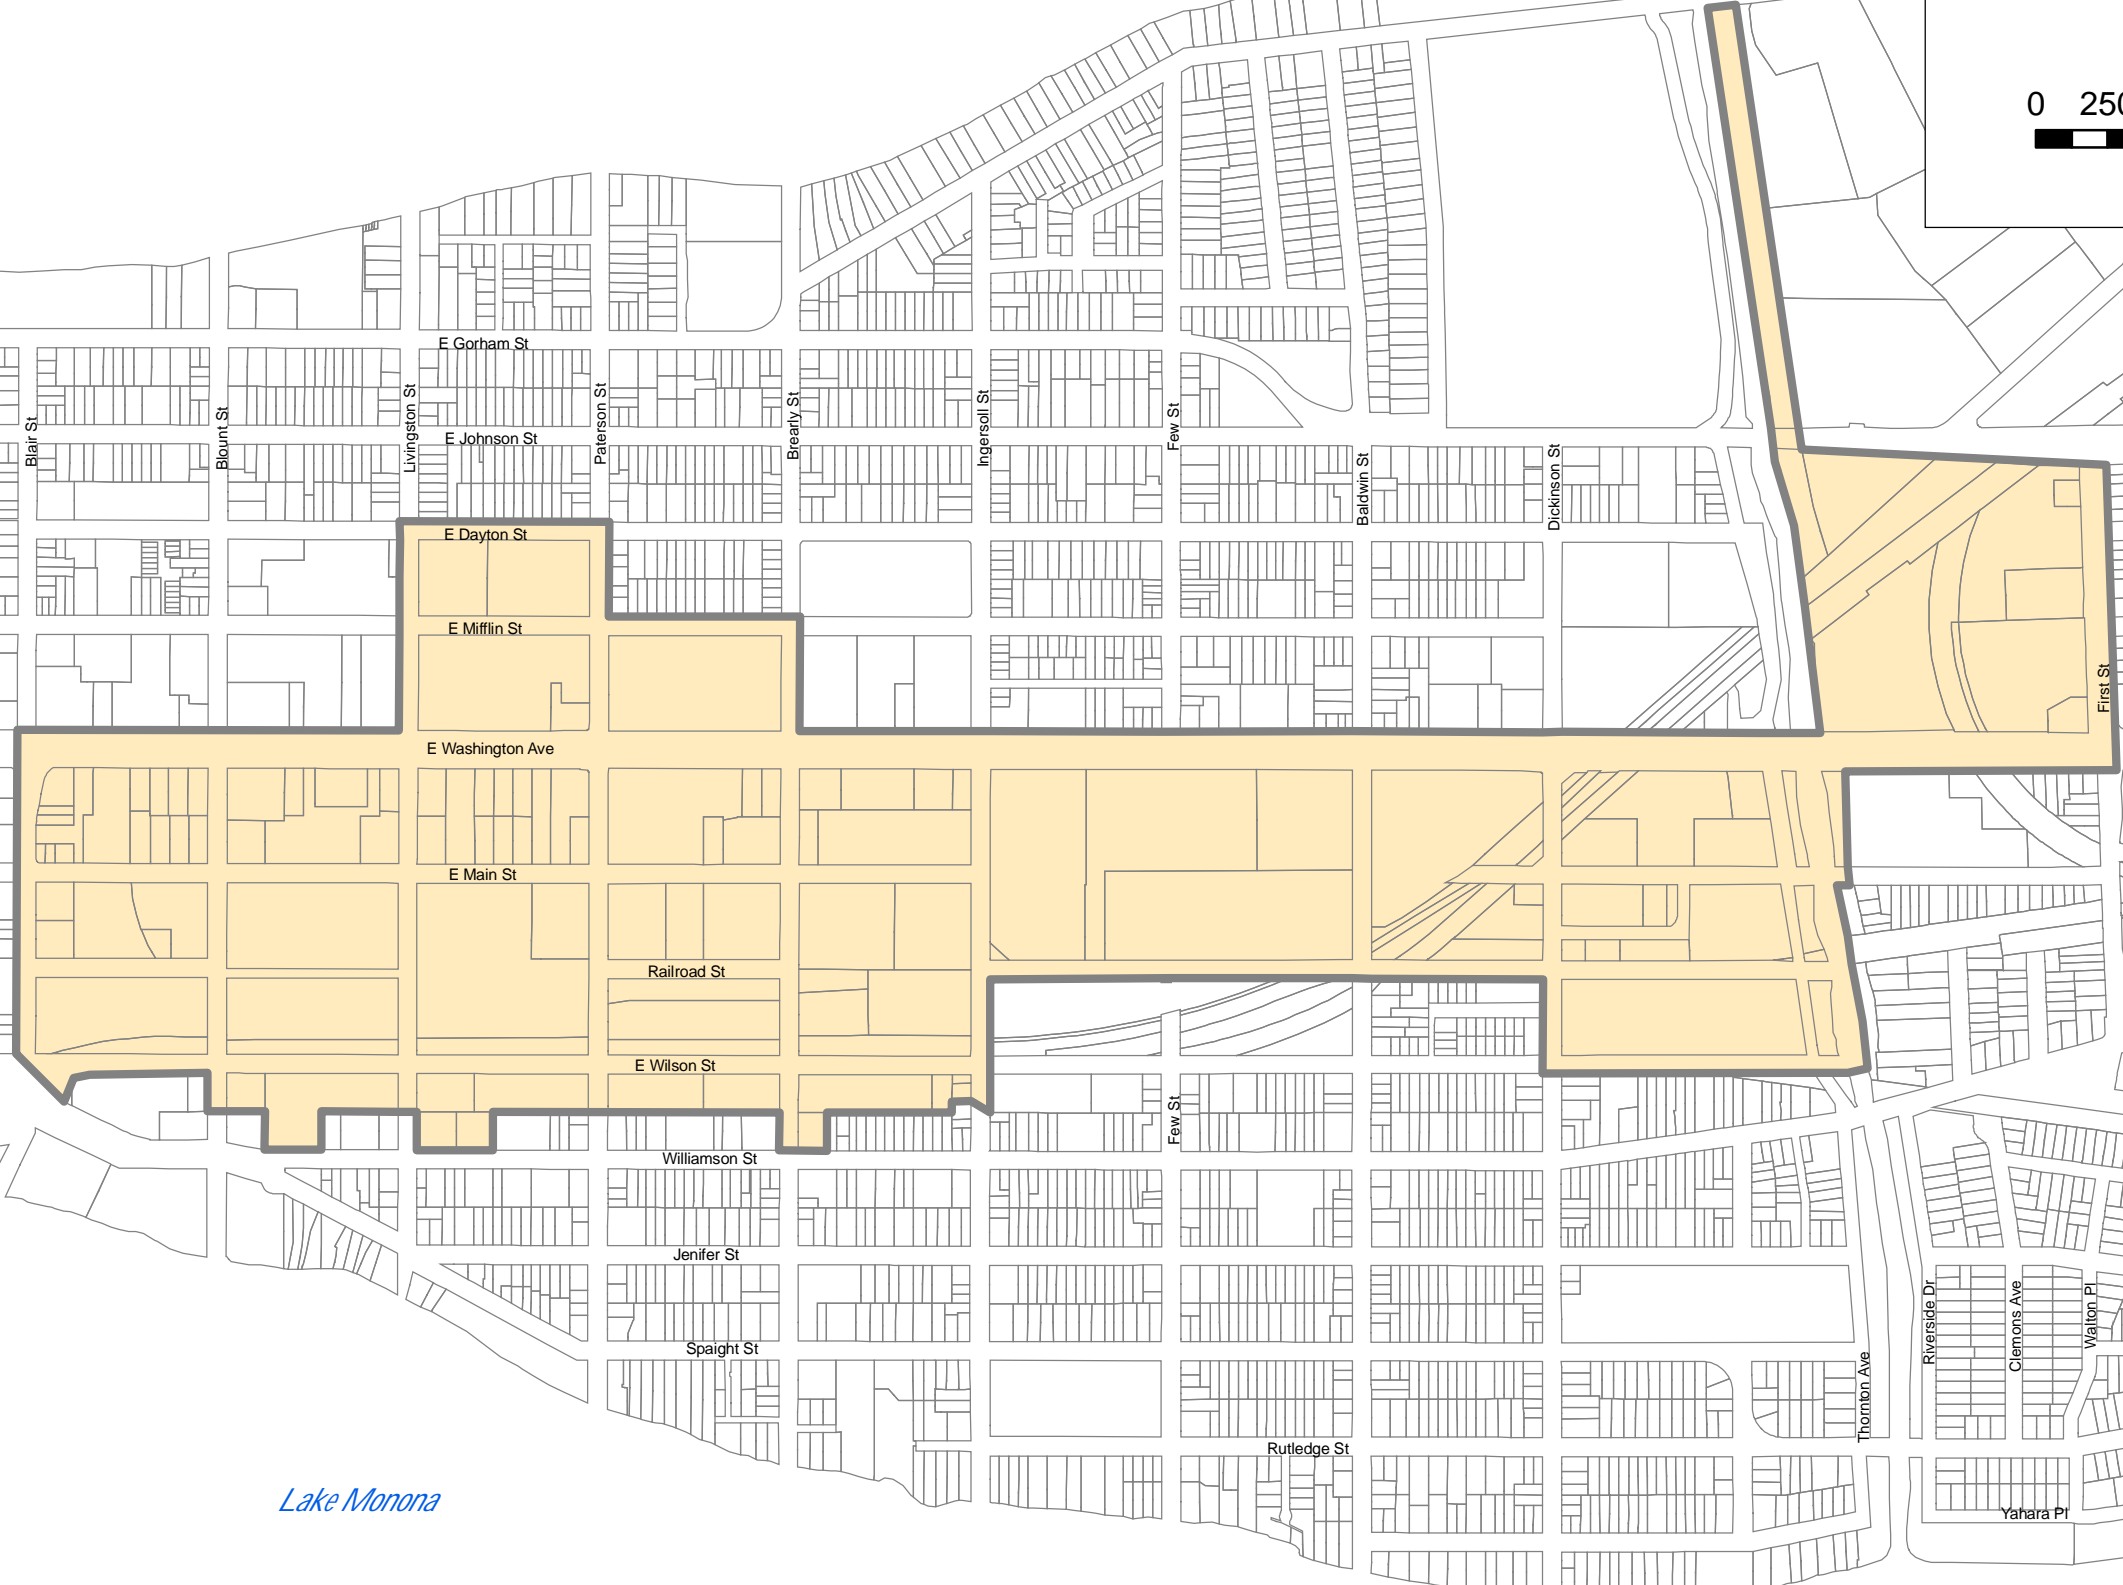 0 250
E Gorham St
Blair St
Blount St
Livingston St
E Johnson St
Paterson St
Brearly St
Ingersoll St
Few St
Baldwin St
Dickinson St
E Dayton St
E Mifflin St
First St
E Washington Ave
E Main St
Railroad St
E Wilson St
Few St
Williamson St
Jenifer St
Spaight St
Riverside Dr
Clemons Ave
Walton Pl
Thornton Ave
Rutledge St
Lake Monona
Yahara Pl